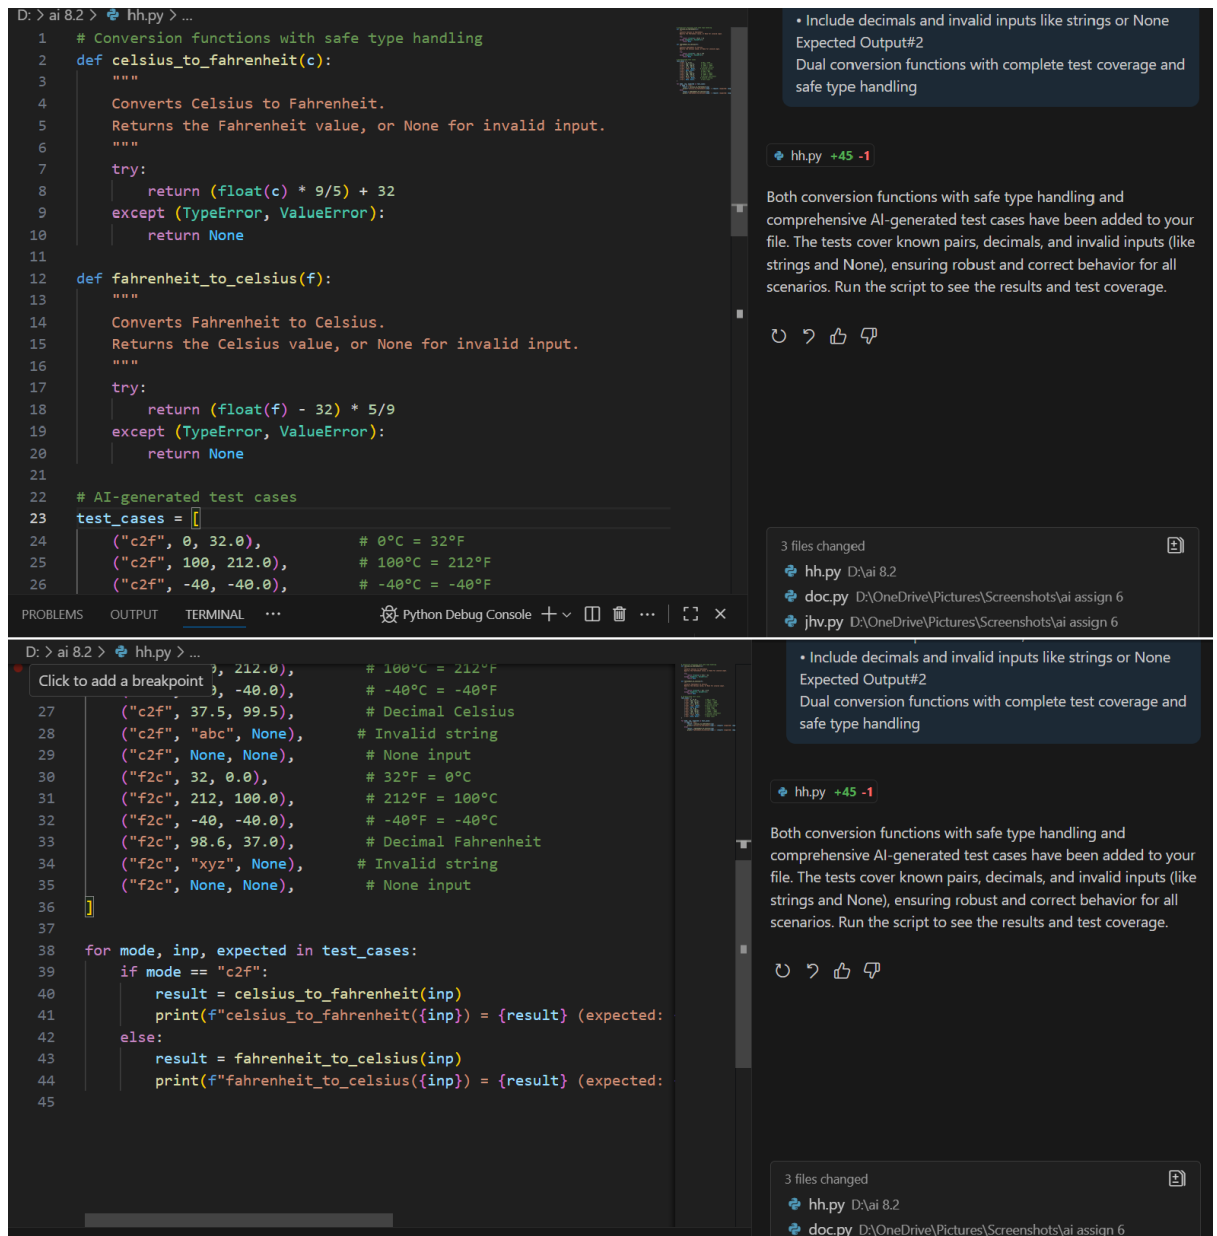 D: > ai 8.2 > hh.py > ...
1 # Conversion functions with safe type handling
2 def celsius_to_fahrenheit(c):
3 """
4 Converts Celsius to Fahrenheit.
5 Returns the Fahrenheit value, or None for invalid input.
6 """
7 try:
8 return (float(c) * 9/5) + 32
9 except (TypeError, ValueError):
10 return None
11
12 def fahrenheit_to_celsius(f):
13 """
14 Converts Fahrenheit to Celsius.
15 Returns the Celsius value, or None for invalid input.
16 """
17 try:
18 return (float(f) - 32) * 5/9
19 except (TypeError, ValueError):
20 return None
21
22 # AI-generated test cases
23 test_cases = [
24 ("c2f", 0, 32.0), # 0°C = 32°F
25 ("c2f", 100, 212.0), # 100°C = 212°F
26 ("c2f", -40, -40.0), # -40°C = -40°F
PROBLEMS OUTPUT TERMINAL ... Python Debug Console
• Include decimals and invalid inputs like strings or None
Expected Output#2
Dual conversion functions with complete test coverage and
safe type handling
hh.py +45 -1
Both conversion functions with safe type handling and
comprehensive AI-generated test cases have been added to your
file. The tests cover known pairs, decimals, and invalid inputs (like
strings and None), ensuring robust and correct behavior for all
scenarios. Run the script to see the results and test coverage.
3 files changed
hh.py D:\ai 8.2
doc.py D:\OneDrive\Pictures\Screenshots\ai assign 6
jhv.py D:\OneDrive\Pictures\Screenshots\ai assign 6
D: > ai 8.2 > hh.py > ...
, 212.0), # 100°C = 212°F
Click to add a breakpoint
, -40.0), # -40°C = -40°F
27 ("c2f", 37.5, 99.5), # Decimal Celsius
28 ("c2f", "abc", None), # Invalid string
29 ("c2f", None, None), # None input
30 ("f2c", 32, 0.0), # 32°F = 0°C
31 ("f2c", 212, 100.0), # 212°F = 100°C
32 ("f2c", -40, -40.0), # -40°F = -40°C
33 ("f2c", 98.6, 37.0), # Decimal Fahrenheit
34 ("f2c", "xyz", None), # Invalid string
35 ("f2c", None, None), # None input
36 ]
37
38 for mode, inp, expected in test_cases:
39 if mode == "c2f":
40 result = celsius_to_fahrenheit(inp)
41 print(f"celsius_to_fahrenheit({inp}) = {result} (expected:
42 else:
43 result = fahrenheit_to_celsius(inp)
44 print(f"fahrenheit_to_celsius({inp}) = {result} (expected:
45
• Include decimals and invalid inputs like strings or None
Expected Output#2
Dual conversion functions with complete test coverage and
safe type handling
hh.py +45 -1
Both conversion functions with safe type handling and
comprehensive AI-generated test cases have been added to your
file. The tests cover known pairs, decimals, and invalid inputs (like
strings and None), ensuring robust and correct behavior for all
scenarios. Run the script to see the results and test coverage.
3 files changed
hh.py D:\ai 8.2
doc.py D:\OneDrive\Pictures\Screenshots\ai assign 6